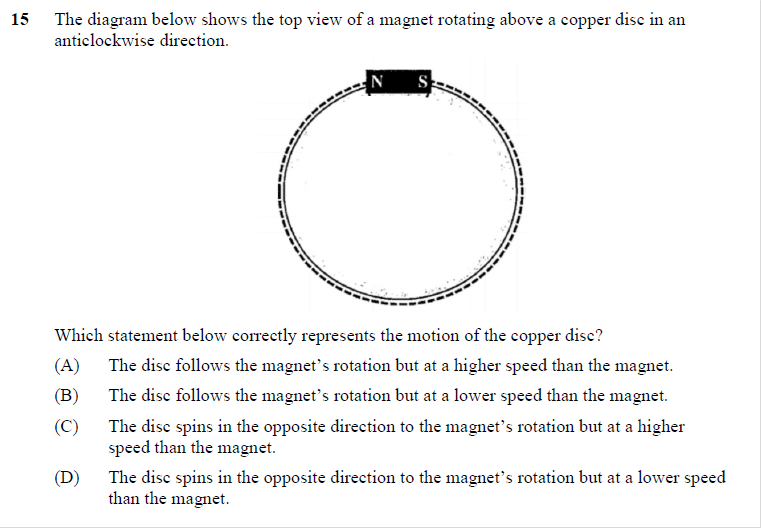 15 The diagram below shows the top view of a magnet rotating above a copper disc in an
anticlockwise direction.
N S
Which statement below correctly represents the motion of the copper disc?
(A) The disc follows the magnet's rotation but at a higher speed than the magnet.
(B) The disc follows the magnet's rotation but at a lower speed than the magnet.
(C) The disc spins in the opposite direction to the magnet's rotation but at a higher
speed than the magnet.
(D) The disc spins in the opposite direction to the magnet's rotation but at a lower speed
than the magnet.